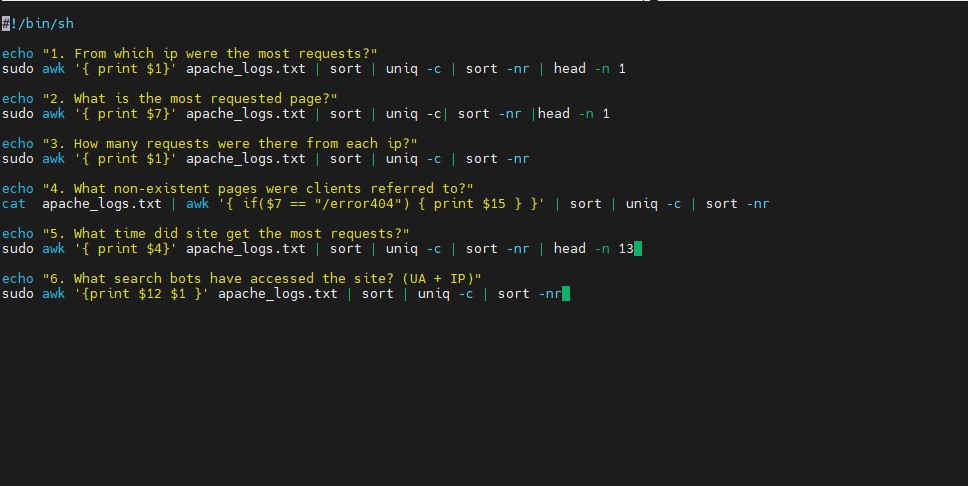 #!/bin/sh
echo "1. From which ip were the most requests?"
sudo awk '{ print $1}' apache_logs.txt | sort | uniq -c | sort -nr | head -n 1
echo "2. What is the most requested page?"
sudo awk '{ print $7}' apache_logs.txt | sort | uniq -c| sort -nr |head -n 1
echo "3. How many requests were there from each ip?"
sudo awk '{ print $1}' apache_logs.txt | sort | uniq -c | sort -nr
echo "4. What non-existent pages were clients referred to?"
cat  apache_logs.txt | awk '{ if($7 == "/error404") { print $15 } }' | sort | uniq -c | sort -nr
echo "5. What time did site get the most requests?"
sudo awk '{ print $4}' apache_logs.txt | sort | uniq -c | sort -nr | head -n 13
echo "6. What search bots have accessed the site? (UA + IP)"
sudo awk '{print $12 $1 }' apache_logs.txt | sort | uniq -c | sort -nr